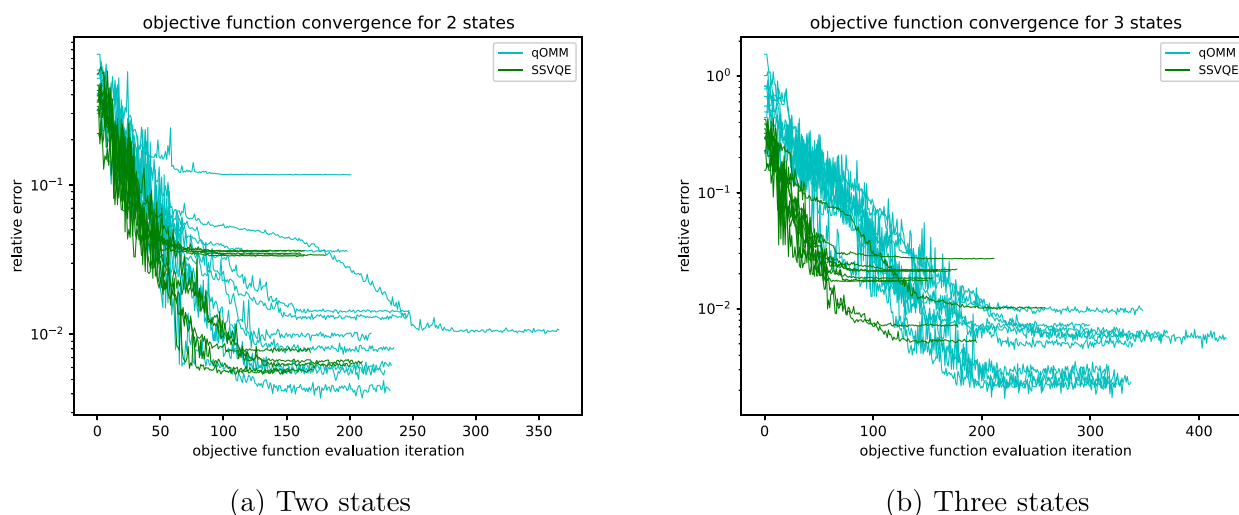 objective function convergence for 2 states
qOMM
SSVQE
relative error
10⁻¹
10⁻²
0 50 100 150 200 250 300 350
objective function evaluation iteration
(a) Two states
objective function convergence for 3 states
qOMM
SSVQE
relative error
10⁰
10⁻¹
10⁻²
0 100 200 300 400
objective function evaluation iteration
(b) Three states